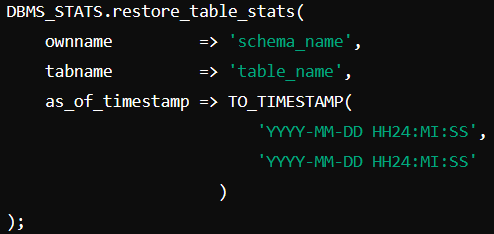 DBMS_STATS.restore_table_stats(
    ownname         => 'schema_name',
    tabname         => 'table_name',
    as_of_timestamp => TO_TIMESTAMP(
                          'YYYY-MM-DD HH24:MI:SS',
                          'YYYY-MM-DD HH24:MI:SS'
                      )
);